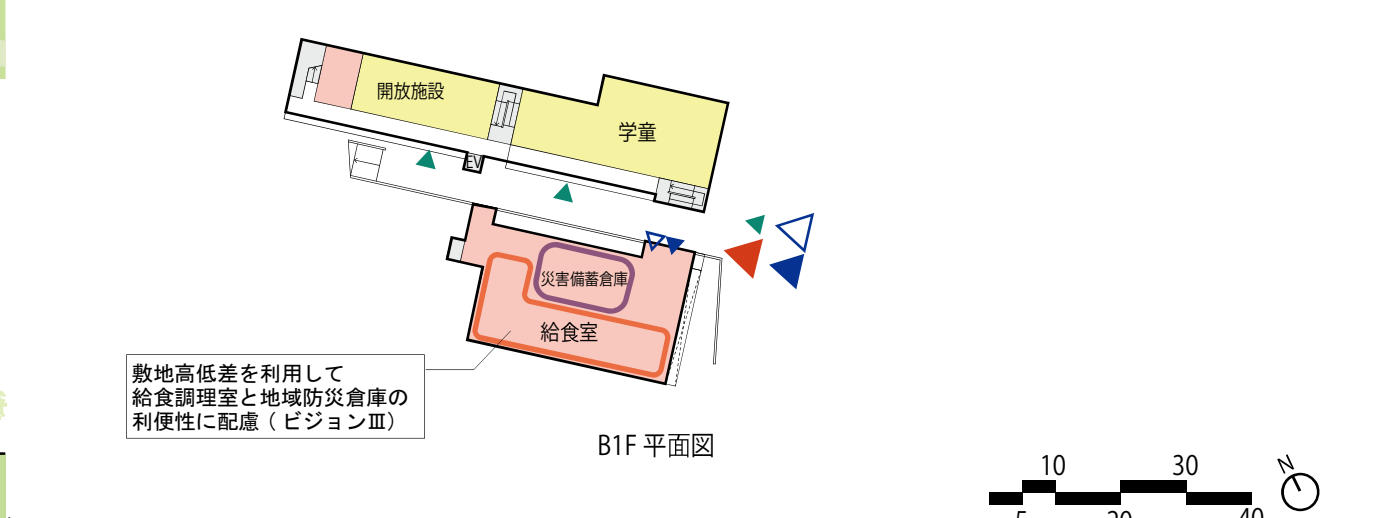 開放施設
学童
EV
災害備蓄倉庫
給食室
敷地高低差を利用して
給食調理室と地域防災倉庫の
利便性に配慮（ビジョンⅢ）
B1F 平面図
10 30
5 20 40
N